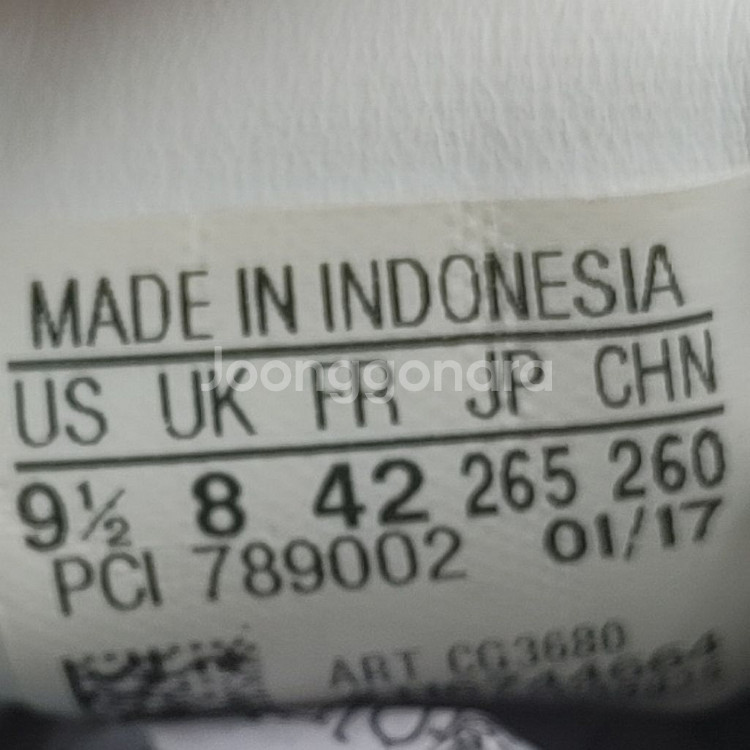 MADE IN INDONESIA
US UK FR JP CHN
Joonggonara
9½ 8 42 265 260
PCI 789002 01/17
ART CG3680